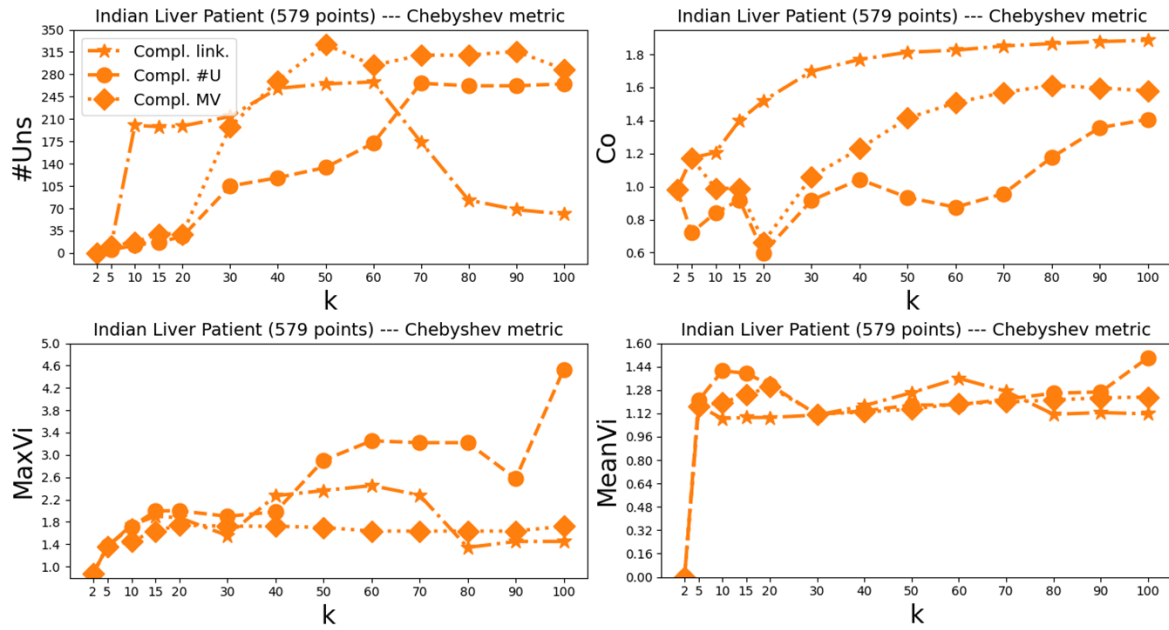 Indian Liver Patient (579 points) --- Chebyshev metric
350
315
280
245
210
175
140
105
70
35
0
#Uns
Compl. link.
Compl. #U
Compl. MV
2 5 10 15 20 30 40 50 60 70 80 90 100
k
Indian Liver Patient (579 points) --- Chebyshev metric
1.8
1.6
1.4
1.2
1.0
0.8
0.6
Co
2 5 10 15 20 30 40 50 60 70 80 90 100
k
Indian Liver Patient (579 points) --- Chebyshev metric
5.0
4.6
4.2
3.8
3.4
3.0
2.6
2.2
1.8
1.4
1.0
MaxVi
2 5 10 15 20 30 40 50 60 70 80 90 100
k
Indian Liver Patient (579 points) --- Chebyshev metric
1.60
1.44
1.28
1.12
0.96
0.80
0.64
0.48
0.32
0.16
0.00
MeanVi
2 5 10 15 20 30 40 50 60 70 80 90 100
k